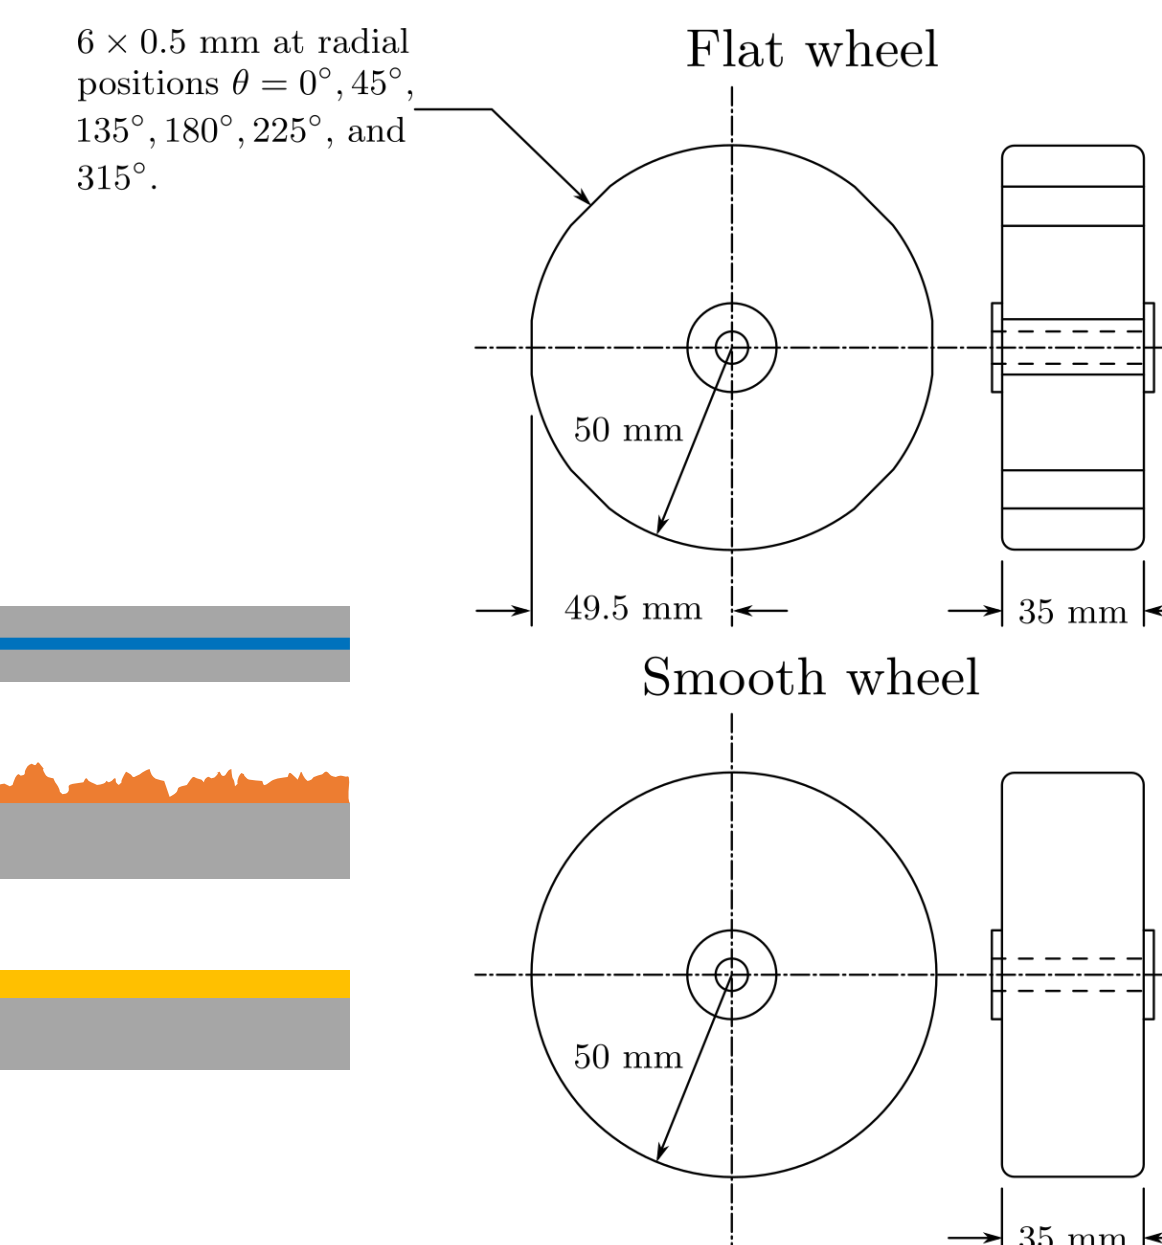 6 × 0.5 mm at radial
positions θ = 0°, 45°,
135°, 180°, 225°, and
315°.
Flat wheel
50 mm
49.5 mm
35 mm
Smooth wheel
50 mm
35 mm